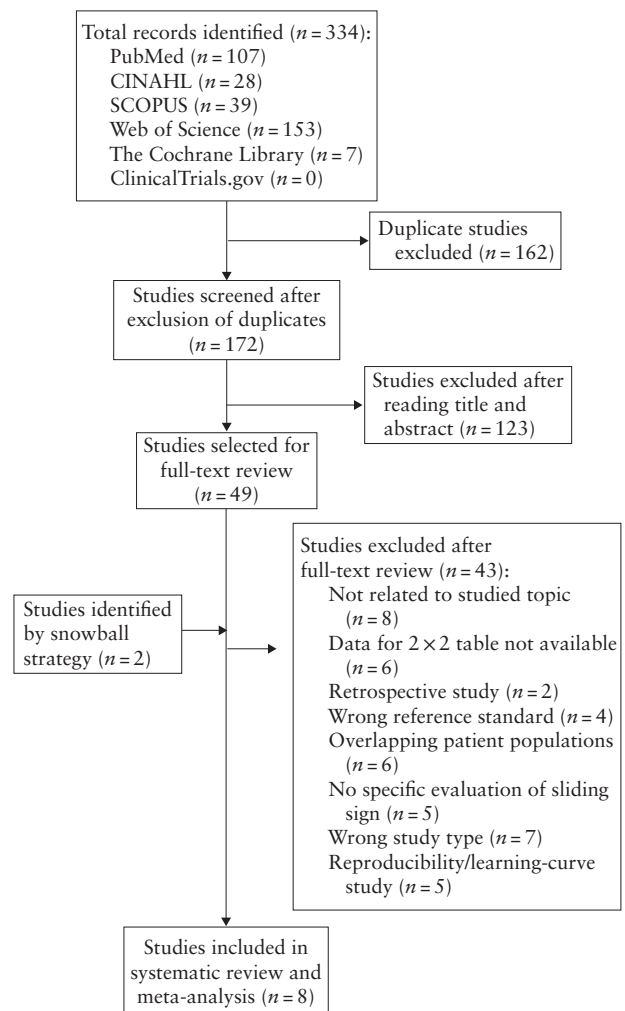 Total records identified (n = 334):
PubMed (n = 107)
CINAHL (n = 28)
SCOPUS (n = 39)
Web of Science (n = 153)
The Cochrane Library (n = 7)
ClinicalTrials.gov (n = 0)
Duplicate studies
excluded (n = 162)
Studies screened after
exclusion of duplicates
(n = 172)
Studies excluded after
reading title and
abstract (n = 123)
Studies selected for
full-text review
(n = 49)
Studies identified
by snowball
strategy (n = 2)
Studies excluded after
full-text review (n = 43):
Not related to studied topic
(n = 8)
Data for 2 × 2 table not available
(n = 6)
Retrospective study (n = 2)
Wrong reference standard (n = 4)
Overlapping patient populations
(n = 6)
No specific evaluation of sliding
sign (n = 5)
Wrong study type (n = 7)
Reproducibility/learning-curve
study (n = 5)
Studies included in
systematic review and
meta-analysis (n = 8)